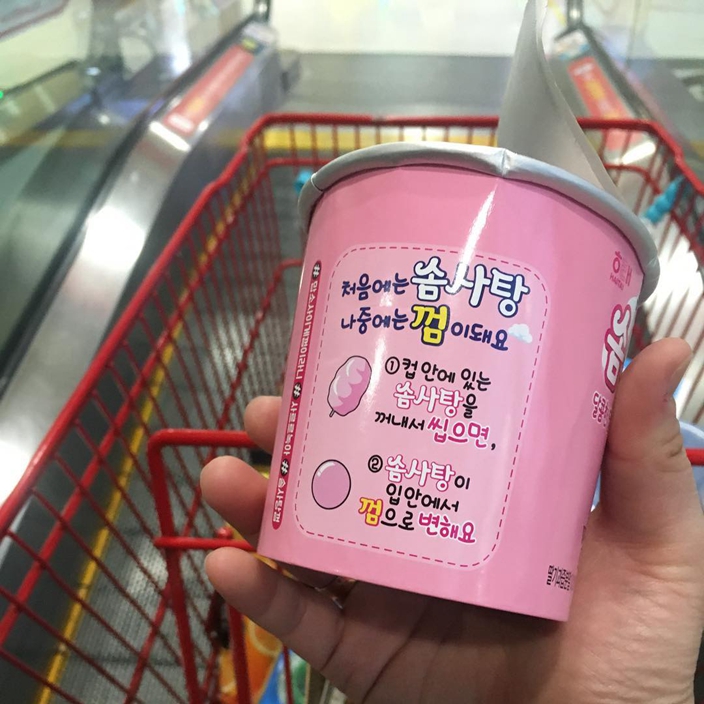 처음에는 솜사탕
나중에는 껌이돼요
① 컵 안에 있는
솜사탕을
꺼내서 씹으면,
② 솜사탕이
입안에서
껌으로 변해요
해태